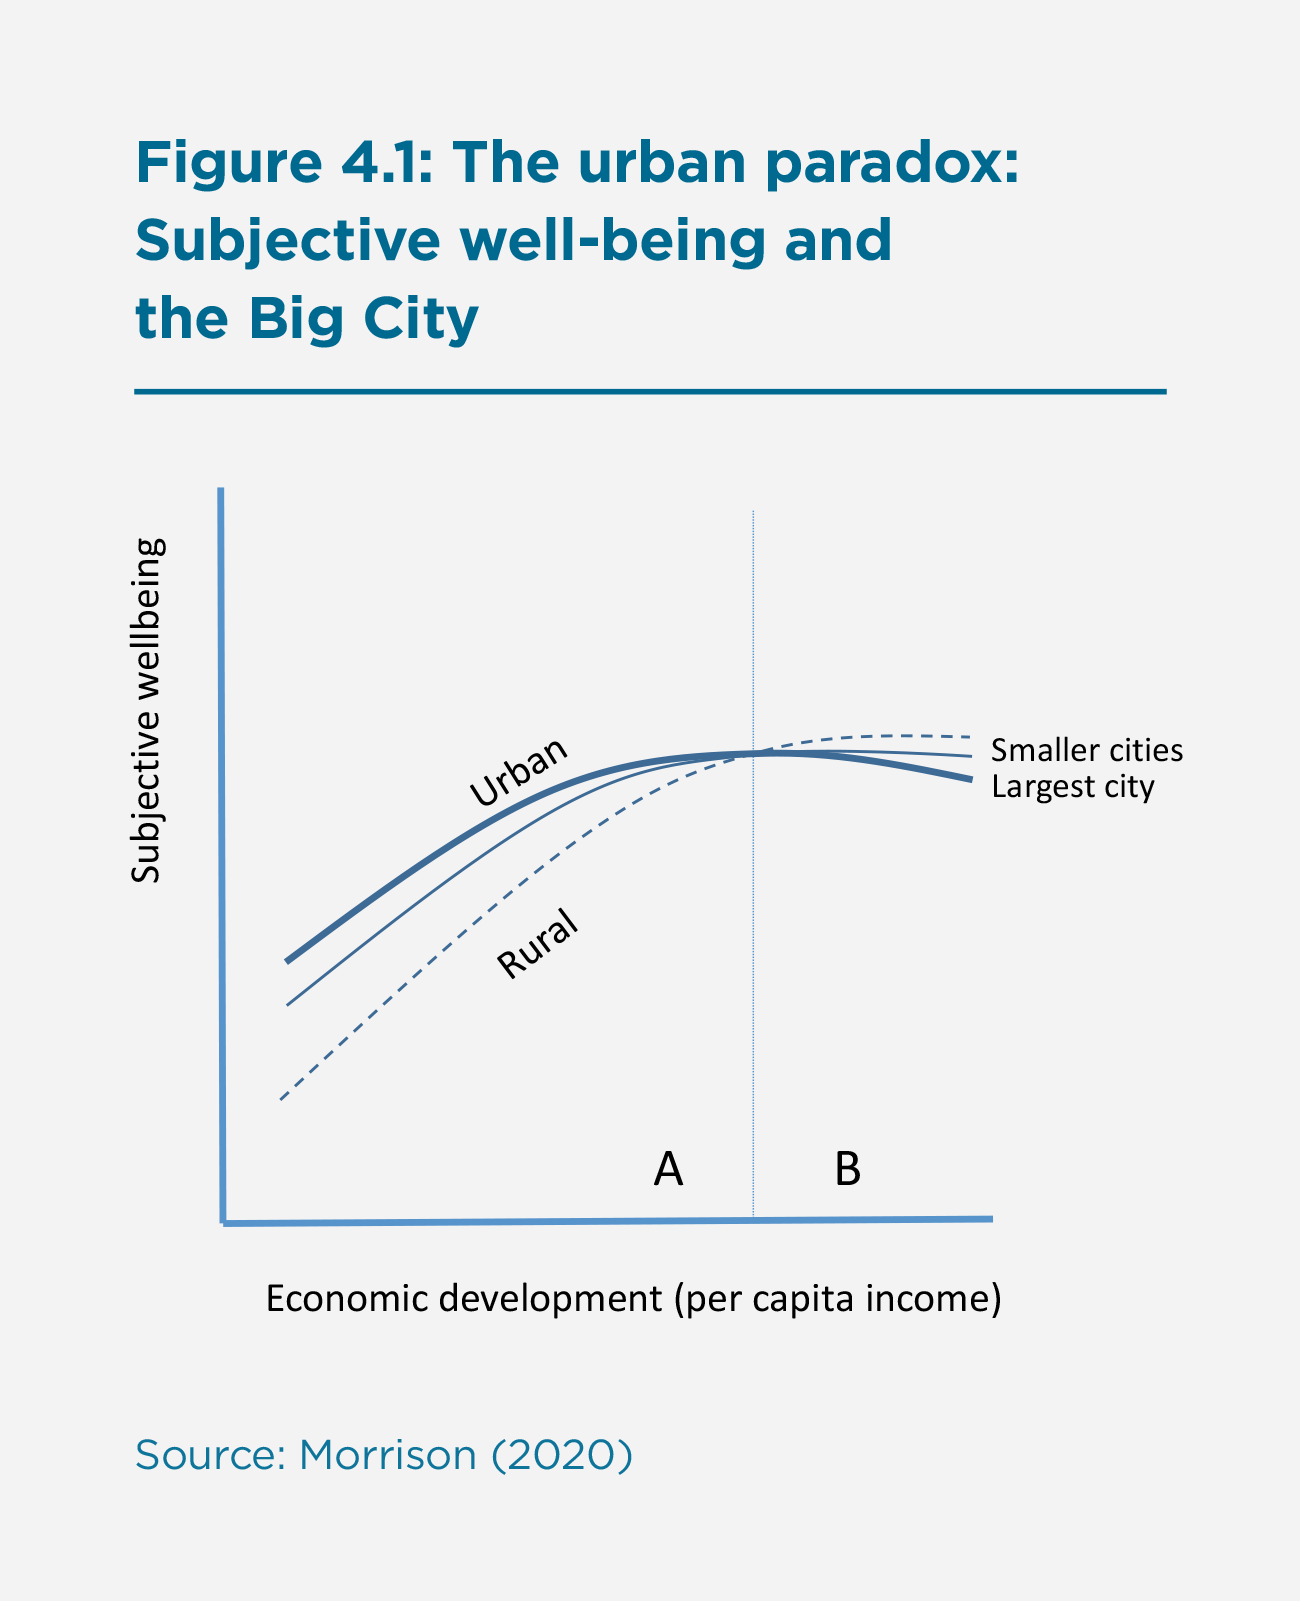 Figure 4.1: The urban paradox:
Subjective well-being and
the Big City
Subjective wellbeing
Urban
Rural
Smaller cities
Largest city
A
B
Economic development (per capita income)
Source: Morrison (2020)